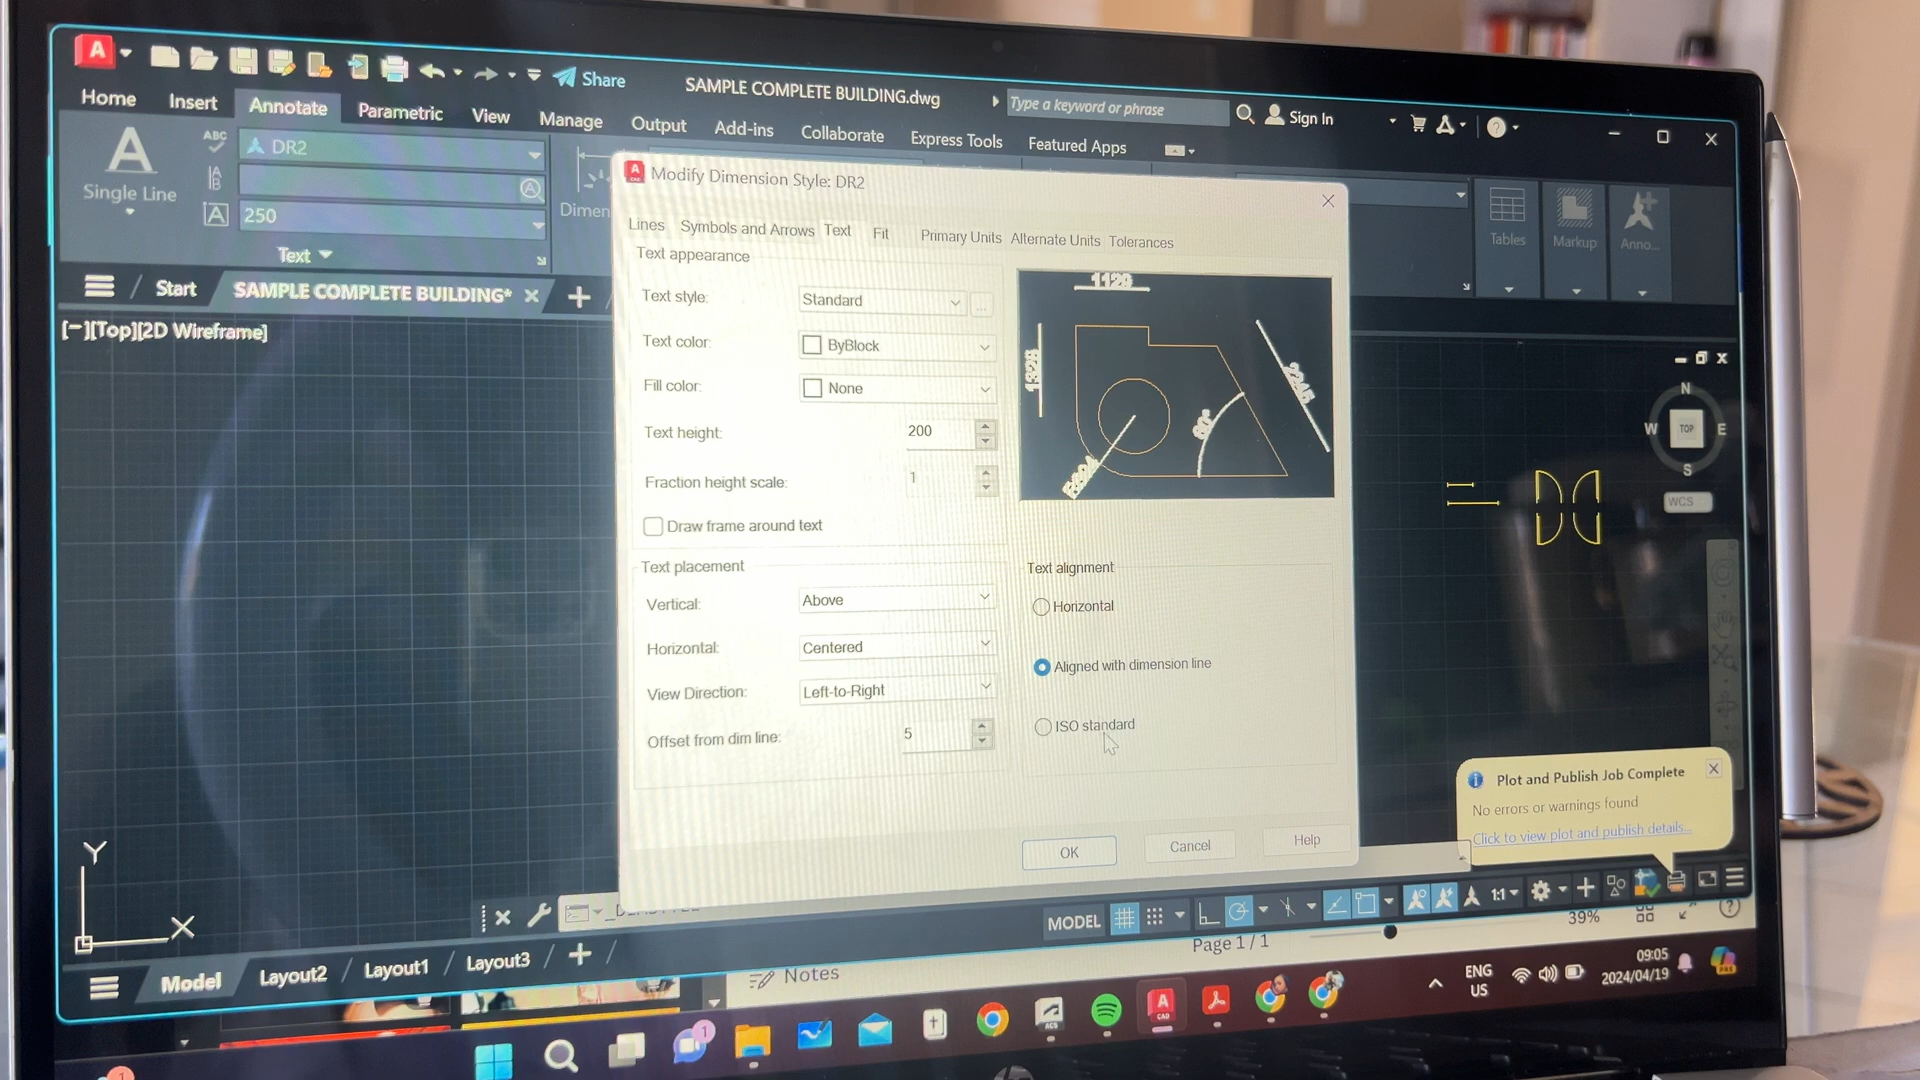 Share
SAMPLE COMPLETE BUILDING.dwg
Type a keyword or phrase
Sign In
Home
Insert
Annotate
Parametric
View
Manage
Output
Add-ins
Collaborate
Express Tools
Featured Apps
A
Single Line
ABC
DR2
250
Text
Dimen
Tables
Markup
Anno...
Start
SAMPLE COMPLETE BUILDING*
[−][Top][2D Wireframe]
Modify Dimension Style: DR2
Lines
Symbols and Arrows
Text
Fit
Primary Units
Alternate Units
Tolerances
Text appearance
Text style:
Standard
...
Text color:
ByBlock
Fill color:
None
Text height:
200
Fraction height scale:
1
Draw frame around text
Text placement
Vertical:
Above
Horizontal:
Centered
View Direction:
Left-to-Right
Offset from dim line:
5
Text alignment
Horizontal
Aligned with dimension line
ISO standard
OK
Cancel
Help
N
W
TOP
E
S
WCS
Plot and Publish Job Complete
No errors or warnings found
Click to view plot and publish details...
Y
X
MODEL
1:1
Model
Layout2
Layout1
Layout3
Page 1 / 1
39%
Notes
ENG
US
09:05
2024/04/19